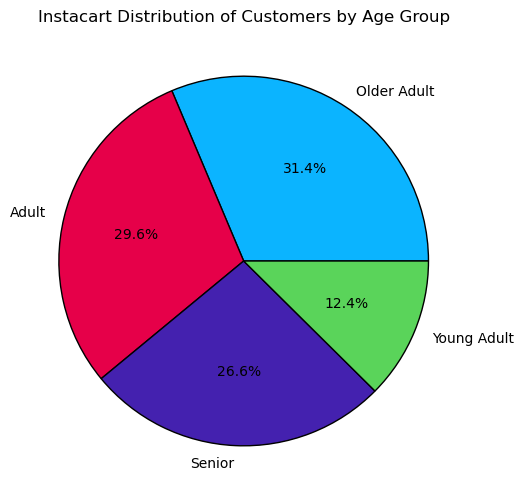 Instacart Distribution of Customers by Age Group
Older Adult
31.4%
Adult
29.6%
12.4%
Young Adult
26.6%
Senior